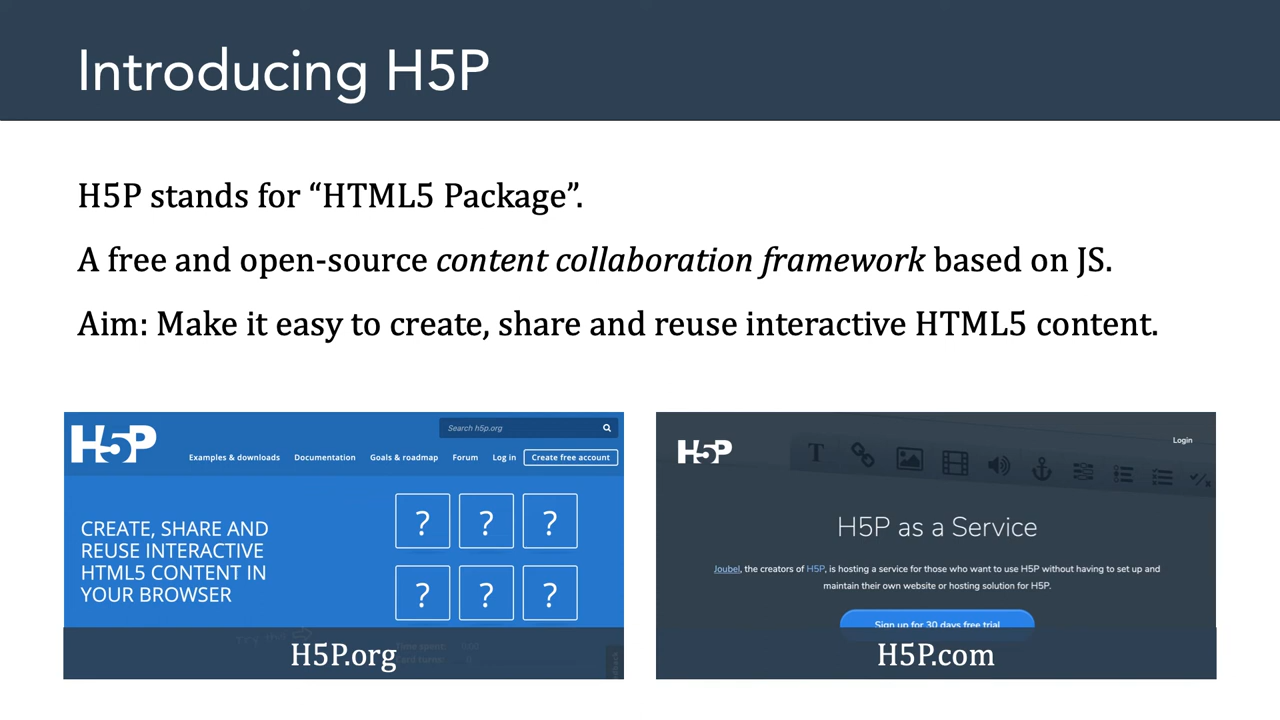 Introducing H5P
H5P stands for “HTML5 Package”.
A free and open-source content collaboration framework based on JS.
Aim: Make it easy to create, share and reuse interactive HTML5 content.
H5P
Search h5p.org
Examples & downloads Documentation Goals & roadmap Forum Log in Create free account
CREATE, SHARE AND
REUSE INTERACTIVE
HTML5 CONTENT IN
YOUR BROWSER
? ? ?
? ? ?
Time spent:
Card turns:
H5P.org
H5P
Login
T
H5P as a Service
Joubel, the creators of H5P, is hosting a service for those who want to use H5P without having to set up and
maintain their own website or hosting solution for H5P.
Sign up for 30 days free trial
H5P.com